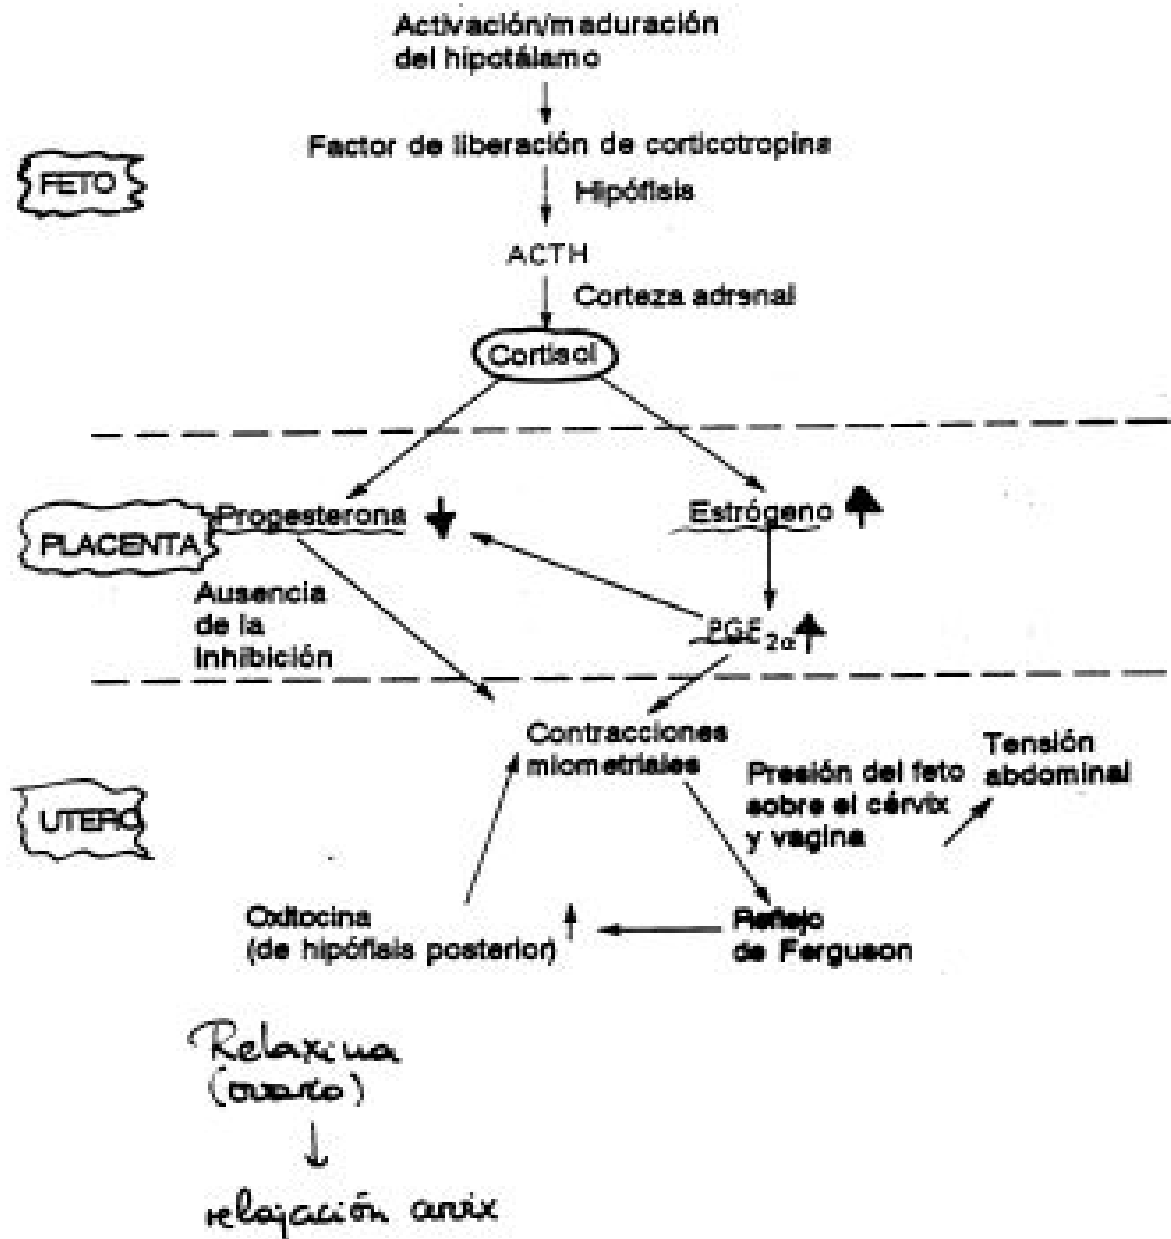 Activación/maduración
del hipotálamo
Factor de liberación de corticotropina
FETO
Hipófisis
ACTH
Corteza adrenal
Cortisol
Progesterona
Estrógeno
PLACENTA
Ausencia
de la
inhibición
PGF2α
Contracciones
miometriales
Presión del feto
sobre el cérvix
y vagina
Tensión
abdominal
UTERO
Oxitocina
(de hipófisis posterior)
Reflejo
de Ferguson
Relaxina
(ovario)
relajación cervix